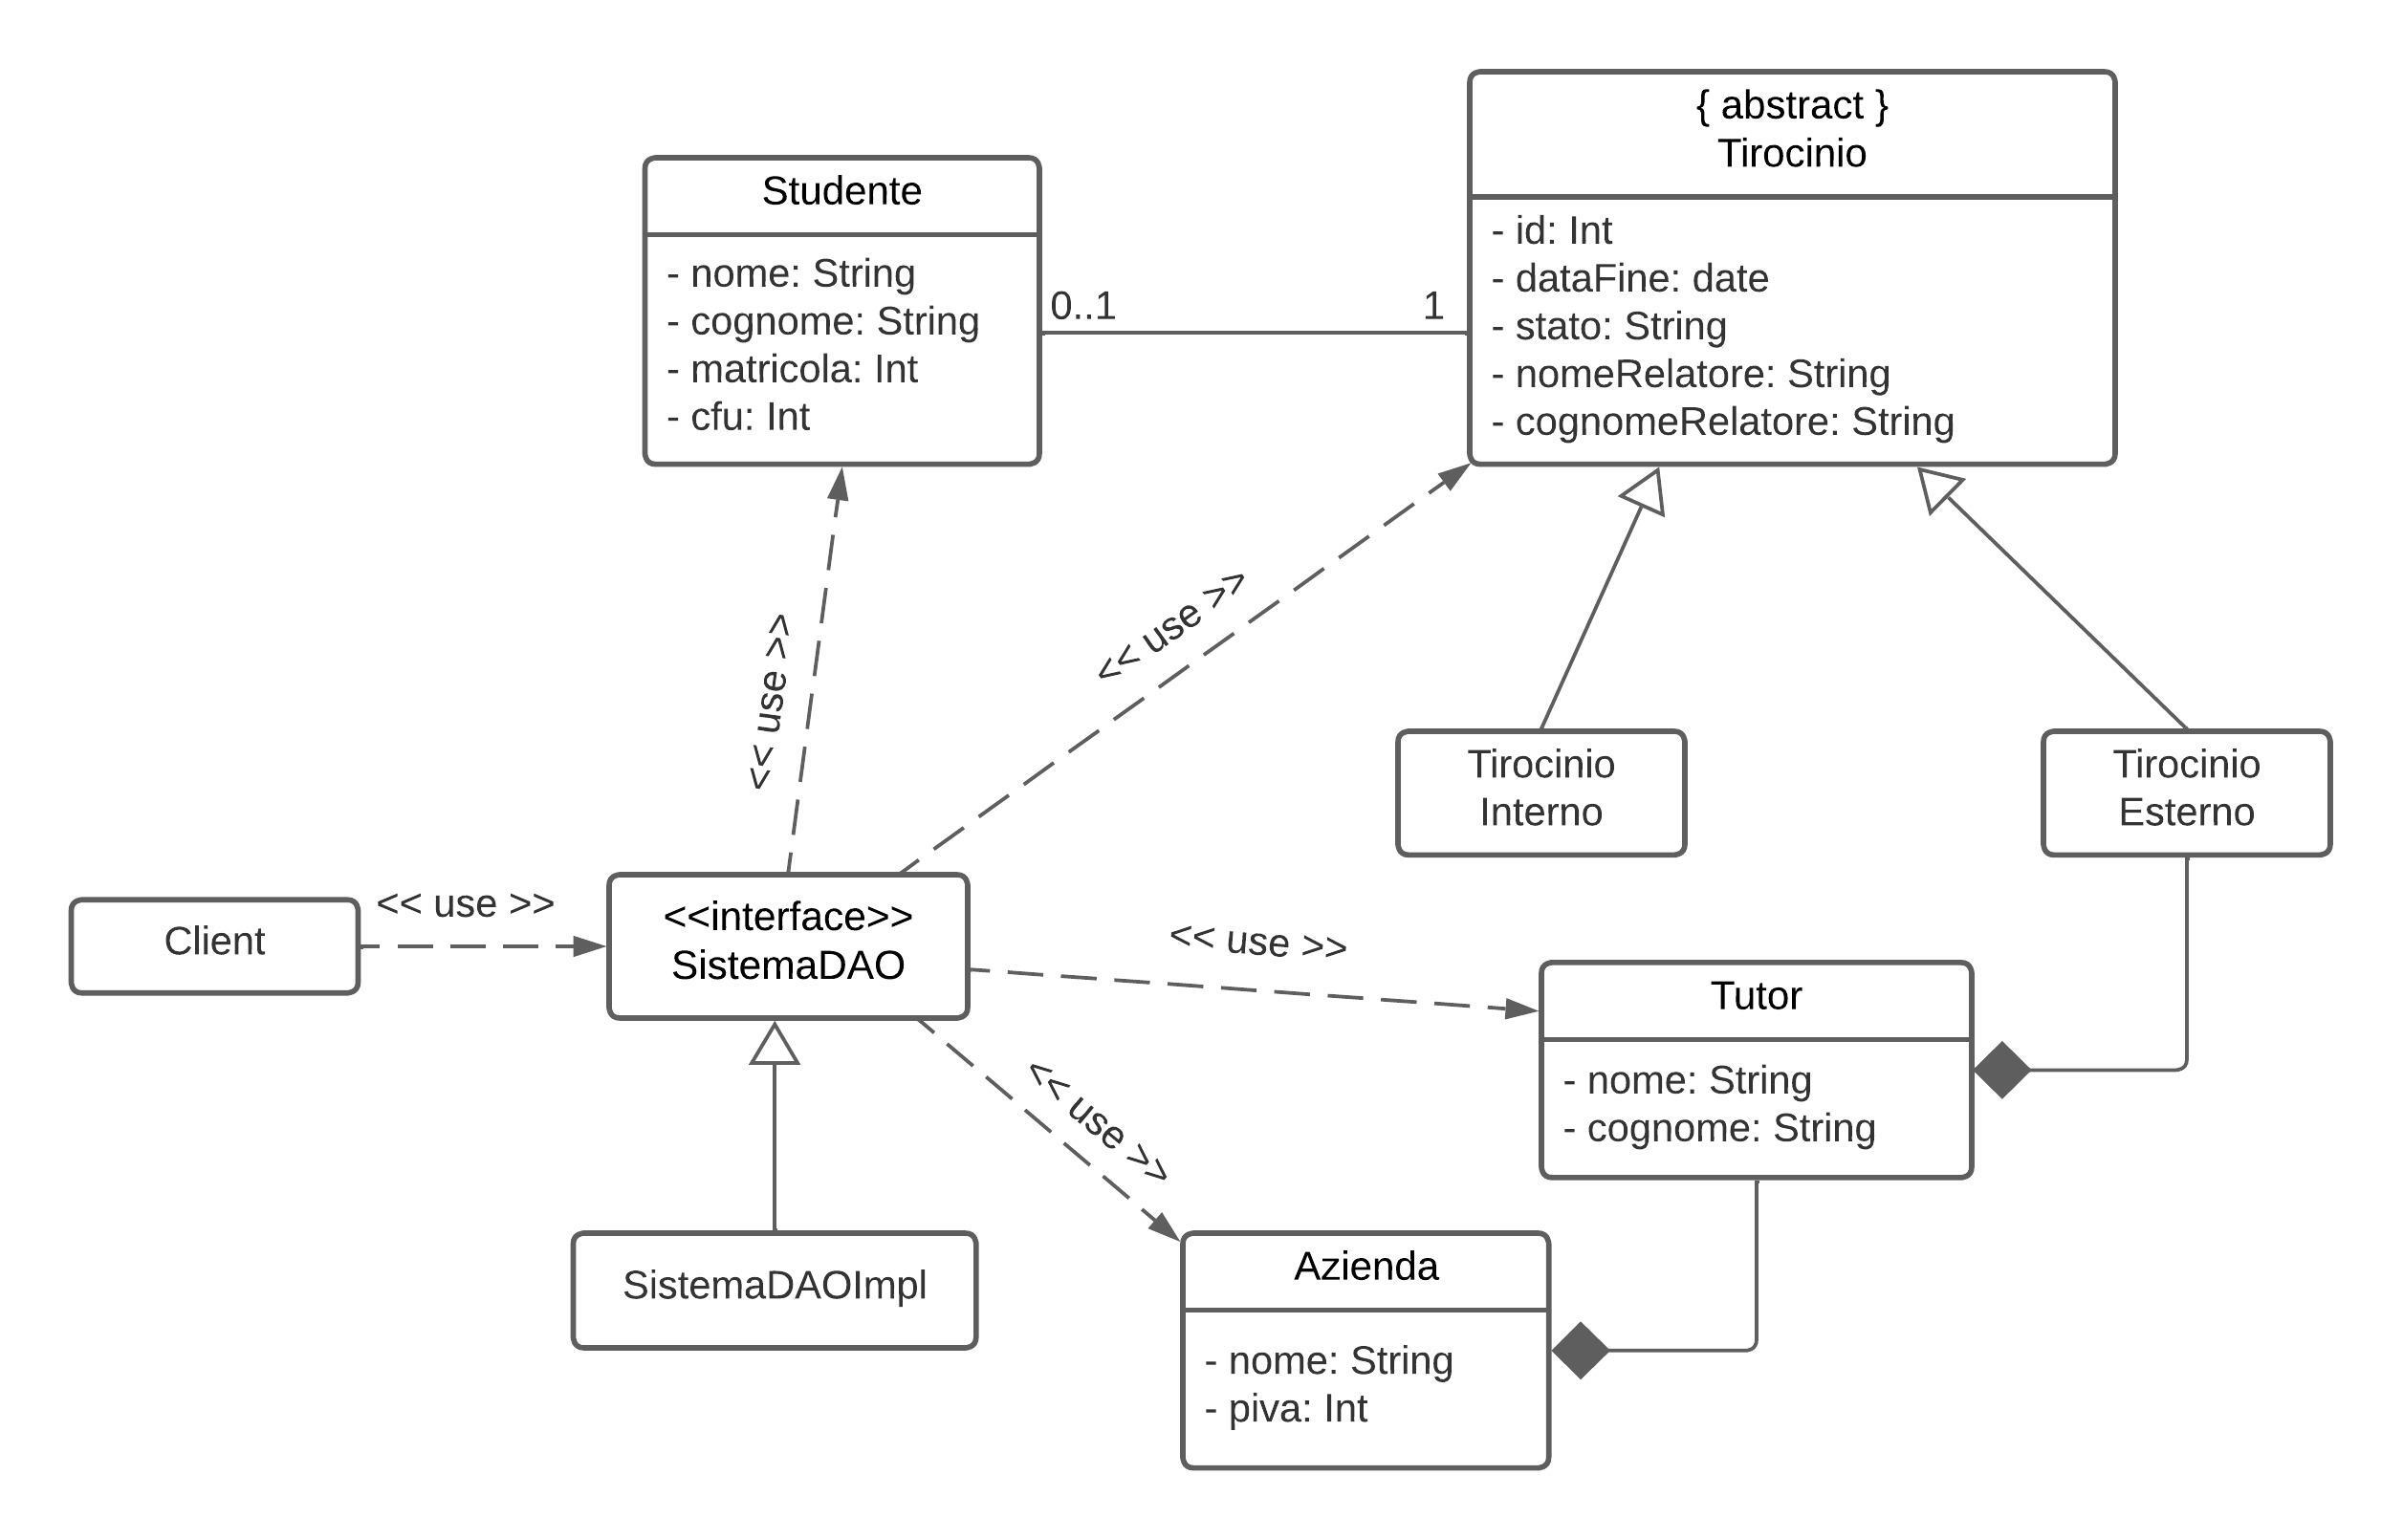 { abstract }
Tirocinio
- id: Int
- dataFine: date
- stato: String
- nomeRelatore: String
- cognomeRelatore: String
Studente
- nome: String
- cognome: String
- matricola: Int
- cfu: Int
0..1
1
<< use >>
<< use >>
Tirocinio
Interno
Tirocinio
Esterno
Client
<< use >>
<<interface>>
SistemaDAO
<< use >>
Tutor
- nome: String
- cognome: String
<< use >>
SistemaDAOImpl
Azienda
- nome: String
- piva: Int